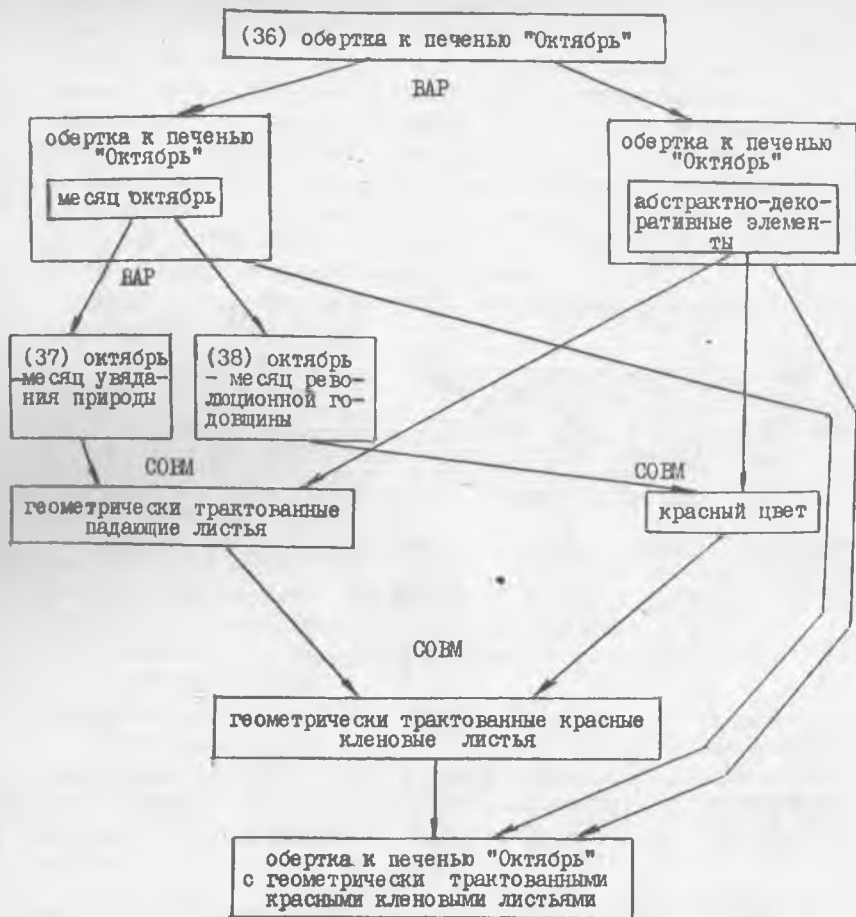 (36) обертка к печенью "Октябрь"
ВАР
обертка к печенью
"Октябрь"
месяц октябрь
обертка к печенью
"Октябрь"
абстрактно-деко-
ративные элемен-
ты
ВАР
(37) октябрь
-месяц увяда-
ния природы
(38) октябрь
- месяц рево-
люционной го-
довщины
СОВМ
СОВМ
геометрически трактованные
падающие листья
красный цвет
СОВМ
геометрически трактованные красные
кленовые листья
обертка к печенью "Октябрь"
с геометрически трактованными
красными кленовыми листьями